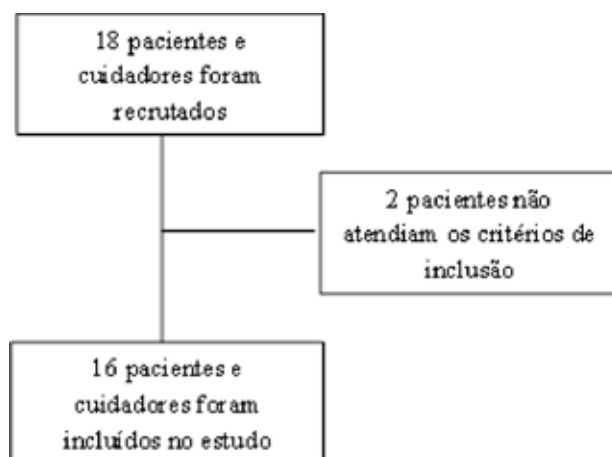 18 pacientes e
cuidadores foram
recrutados
2 pacientes não
atendiam os critérios de
inclusão
16 pacientes e
cuidadores foram
incluídos no estudo